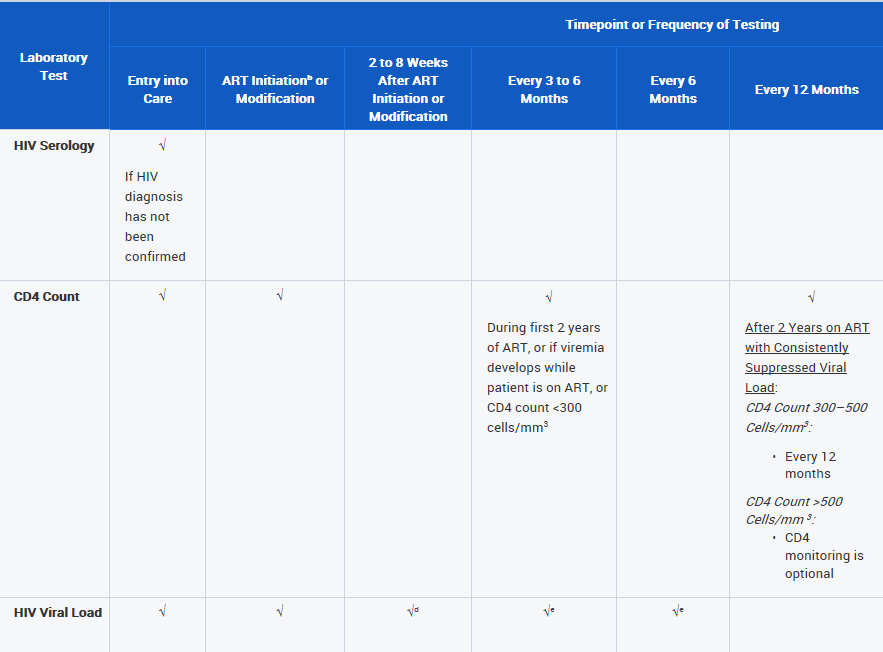 Timepoint or Frequency of Testing
Laboratory
Test
Entry into
Care
ART Initiationᵇ or
Modification
2 to 8 Weeks
After ART
Initiation or
Modification
Every 3 to 6
Months
Every 6
Months
Every 12 Months
HIV Serology
√
If HIV
diagnosis
has not
been
confirmed
CD4 Count
√
√
√
During first 2 years
of ART, or if viremia
develops while
patient is on ART, or
CD4 count <300
cells/mm³
√
After 2 Years on ART
with Consistently
Suppressed Viral
Load:
CD4 Count 300–500
Cells/mm³:
• Every 12
months
CD4 Count >500
Cells/mm ³:
• CD4
monitoring is
optional
HIV Viral Load
√
√
√ᵈ
√ᵉ
√ᵉ